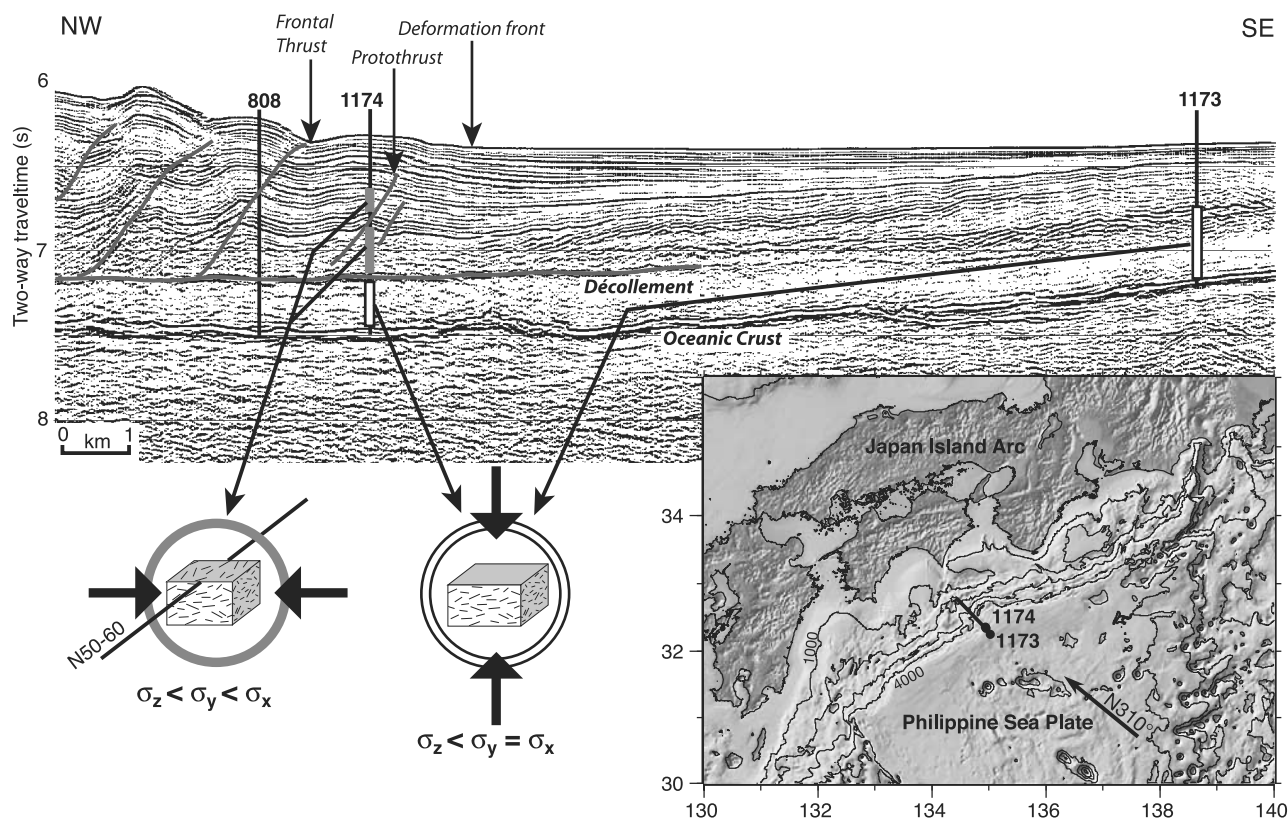 NW
SE
Frontal
Thrust
Deformation front
Protothrust
6
808
1174
1173
Two-way traveltime (s)
7
Décollement
Oceanic Crust
8
0 km 1
N50-60
σz < σy < σx
σz < σy = σx
Japan Island Arc
34
1174
1173
32
1000
4000
N310°
Philippine Sea Plate
30
130 132 134 136 138 140